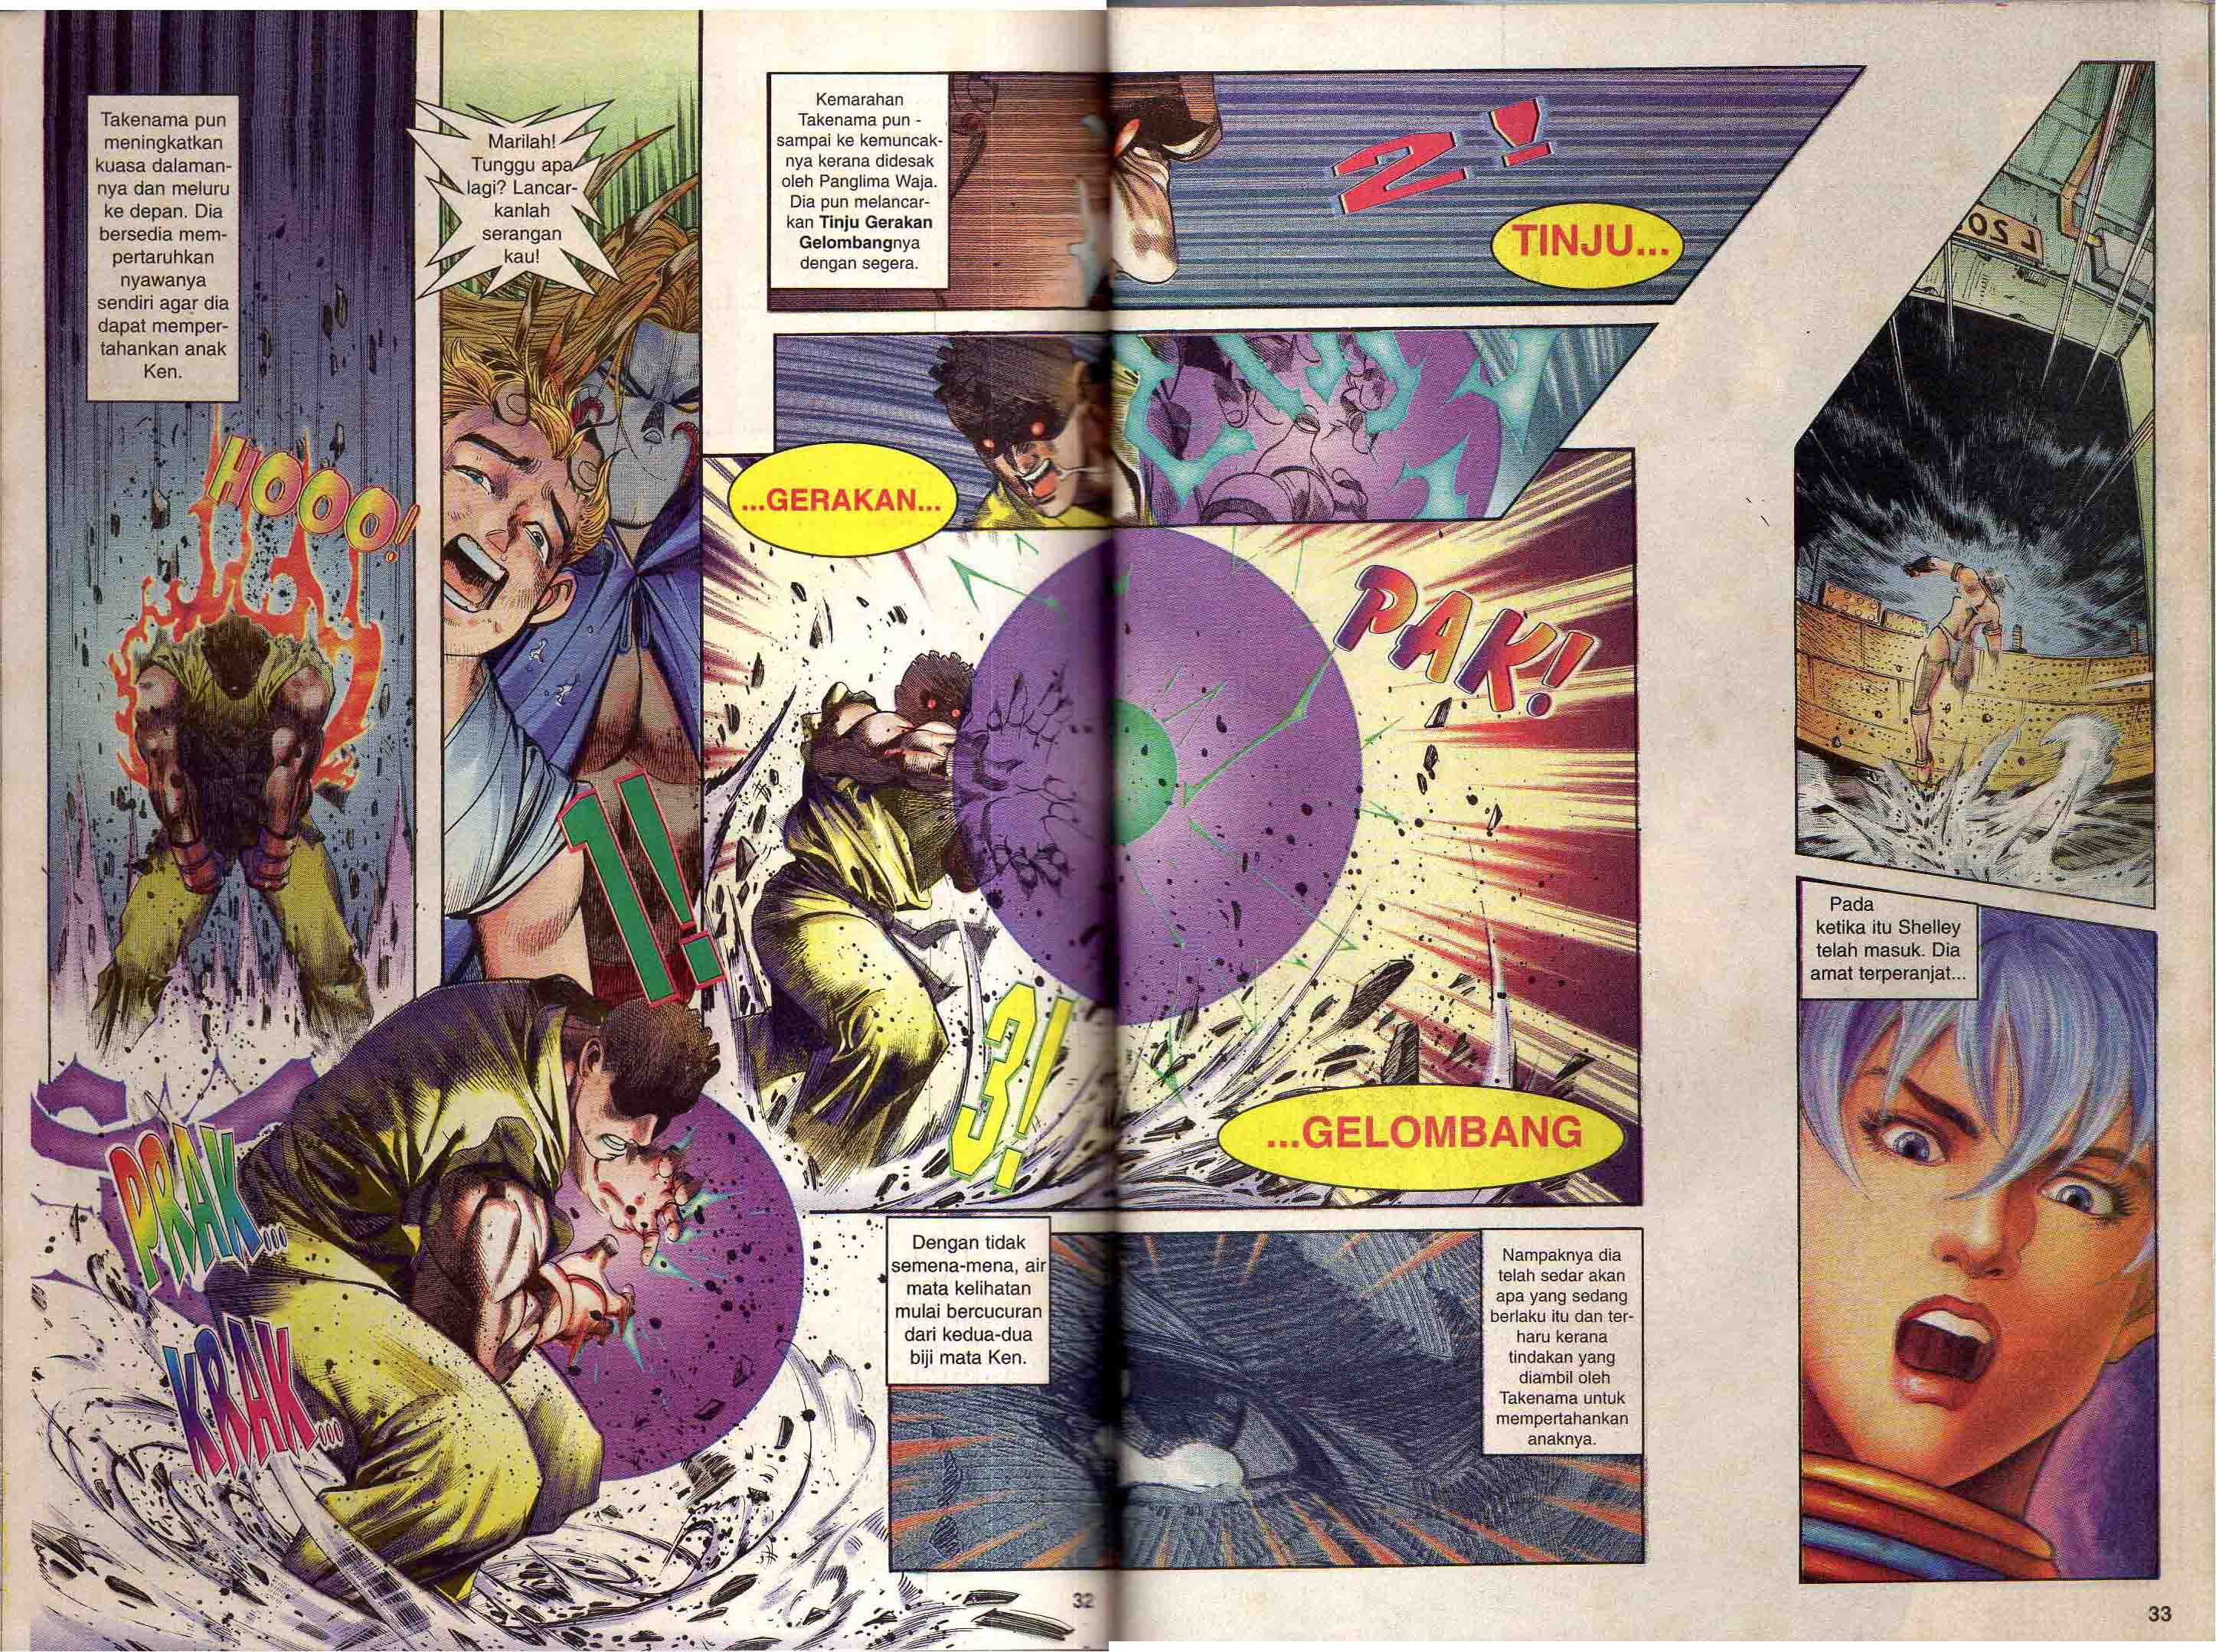 Takenama pun
meningkatkan
kuasa dalaman-
nya dan meluru
ke depan. Dia
bersedia mem-
pertaruhkan
nyawanya
sendiri agar dia
dapat memper-
tahankan anak
Ken.
HOOO!
Marilah!
Tunggu apa
lagi? Lancar-
kanlah
serangan
kau!
1!
PRAK...
KRAK...
Kemarahan
Takenama pun -
sampai ke kemuncak-
nya kerana didesak
oleh Panglima Waja.
Dia pun melancar-
kan Tinju Gerakan
Gelombangnya
dengan segera.
2!
TINJU...
...GERAKAN...
PAK!
3!
...GELOMBANG
Dengan tidak
semena-mena, air
mata kelihatan
mulai bercucuran
dari kedua-dua
biji mata Ken.
Nampaknya dia
telah sedar akan
apa yang sedang
berlaku itu dan ter-
haru kerana
tindakan yang
diambil oleh
Takenama untuk
mempertahankan
anaknya.
Pada
ketika itu Shelley
telah masuk. Dia
amat terperanjat...
32
33